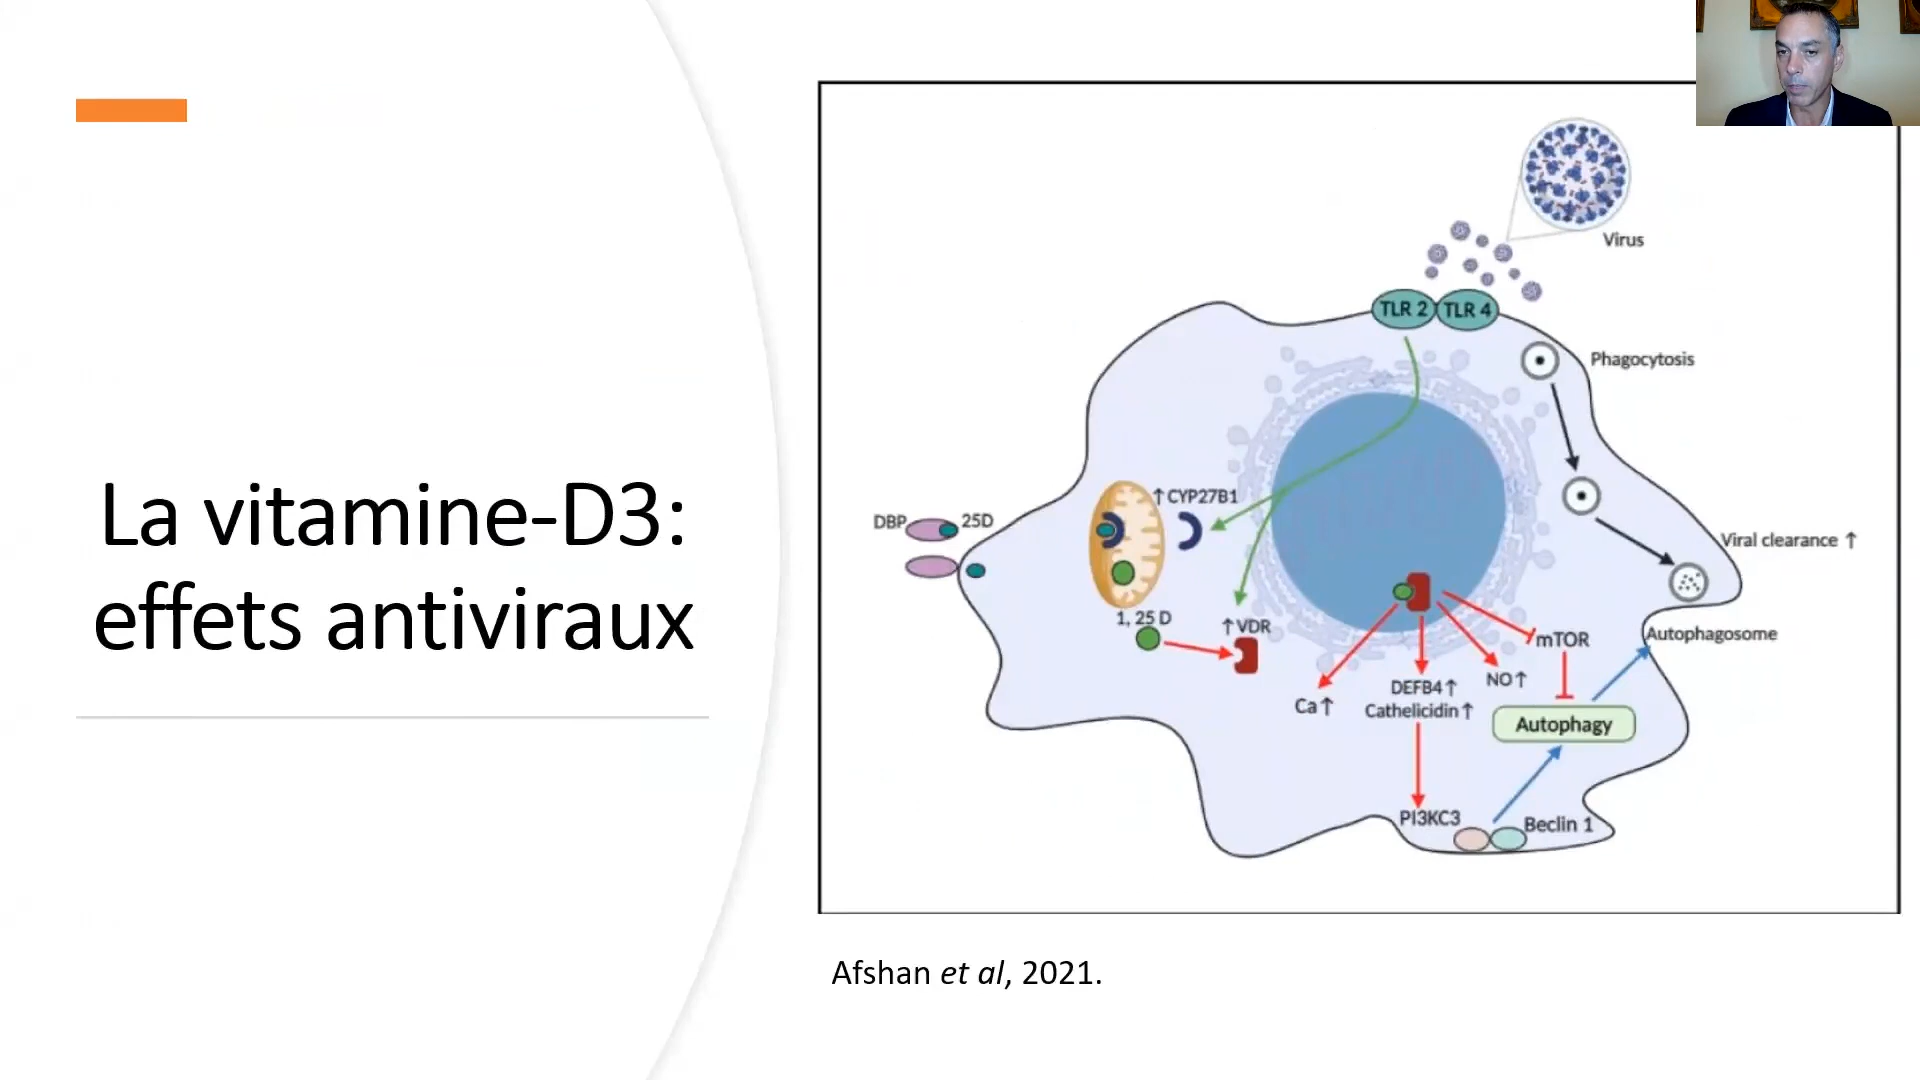 La vitamine-D3:
effets antiviraux
Virus
TLR 2 TLR 4
Phagocytosis
↑CYP27B1
DBP 25D
Viral clearance ↑
1, 25 D
↑VDR
Autophagosome
mTOR
NO↑
DEFB4↑
Ca↑
Cathelicidin↑
Autophagy
PI3KC3
Beclin 1
Afshan et al, 2021.